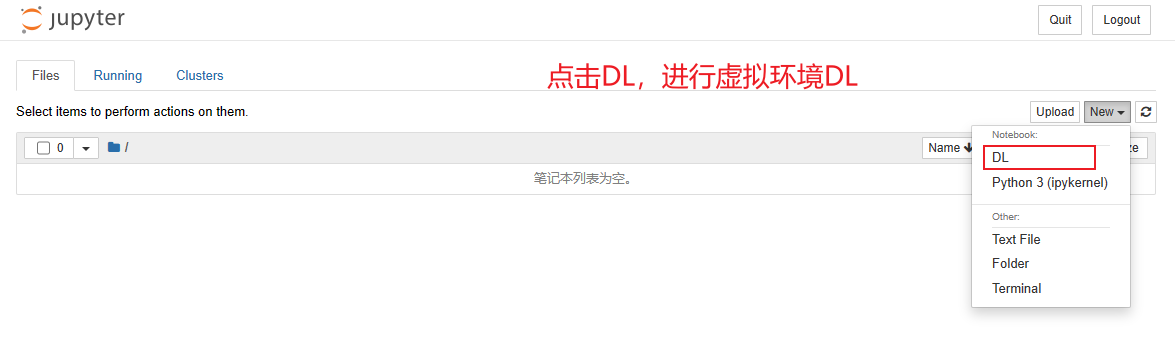 jupyter
Quit
Logout
Files
Running
Clusters
点击DL，进行虚拟环境DL
Select items to perform actions on them.
Upload
New
0
/
Name
ze
笔记本列表为空。
Notebook:
DL
Python 3 (ipykernel)
Other:
Text File
Folder
Terminal